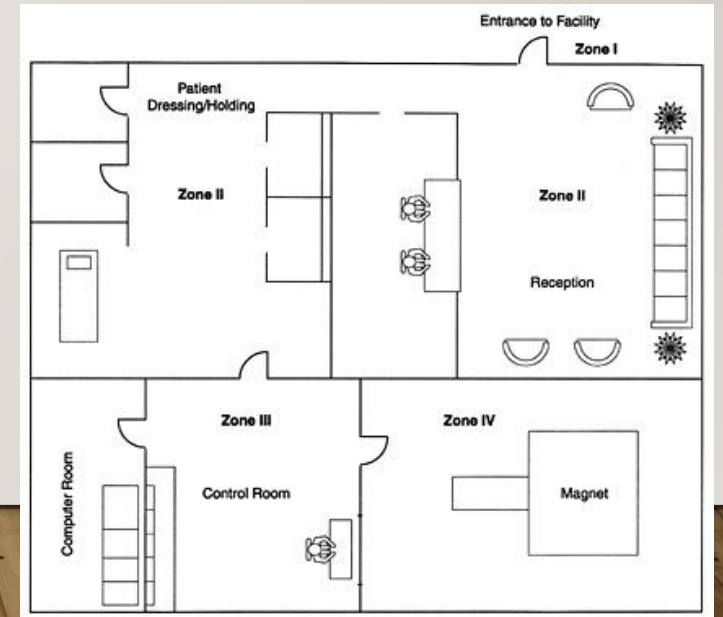 Entrance to Facility
Zone I
Patient
Dressing/Holding
Zone II
Zone II
Reception
Zone III
Zone IV
Computer Room
Control Room
Magnet